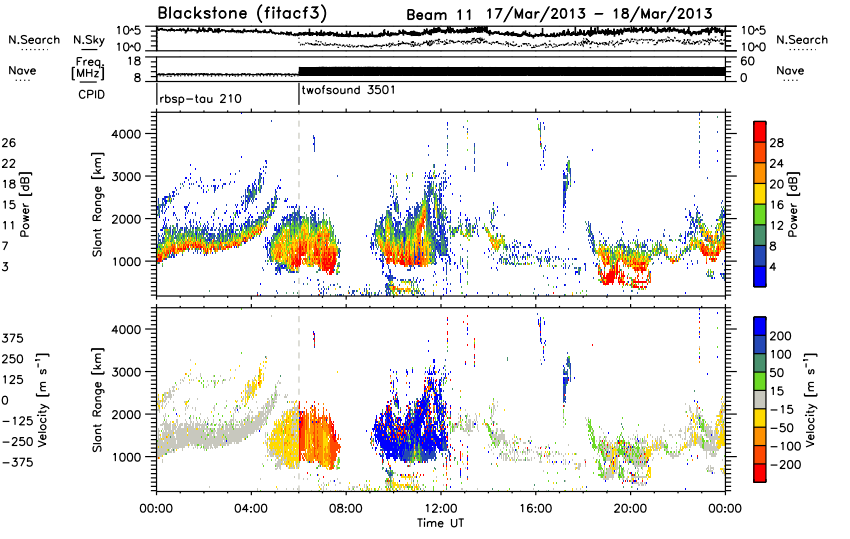 Blackstone (fitacf3)
Beam 11 17/Mar/2013 - 18/Mar/2013
N.Search N.Sky 10^5 10^5 N.Search
10^0 10^0
Nave Freq. [MHz] 18 60 Nave
8 0
CPID rbsp-tau 210 twofsound 3501
26 22 18 15 11 7 3
Power [dB]
Slant Range [km]
4000
3000
2000
1000
28
24
20
16
12
8
4
Power [dB]
375
250
125
0
-125
-250
-375
Velocity [m s⁻¹]
Slant Range [km]
4000
3000
2000
1000
200
100
50
15
-15
-50
-100
-200
Velocity [m s⁻¹]
00:00 04:00 08:00 12:00 16:00 20:00 00:00
Time UT